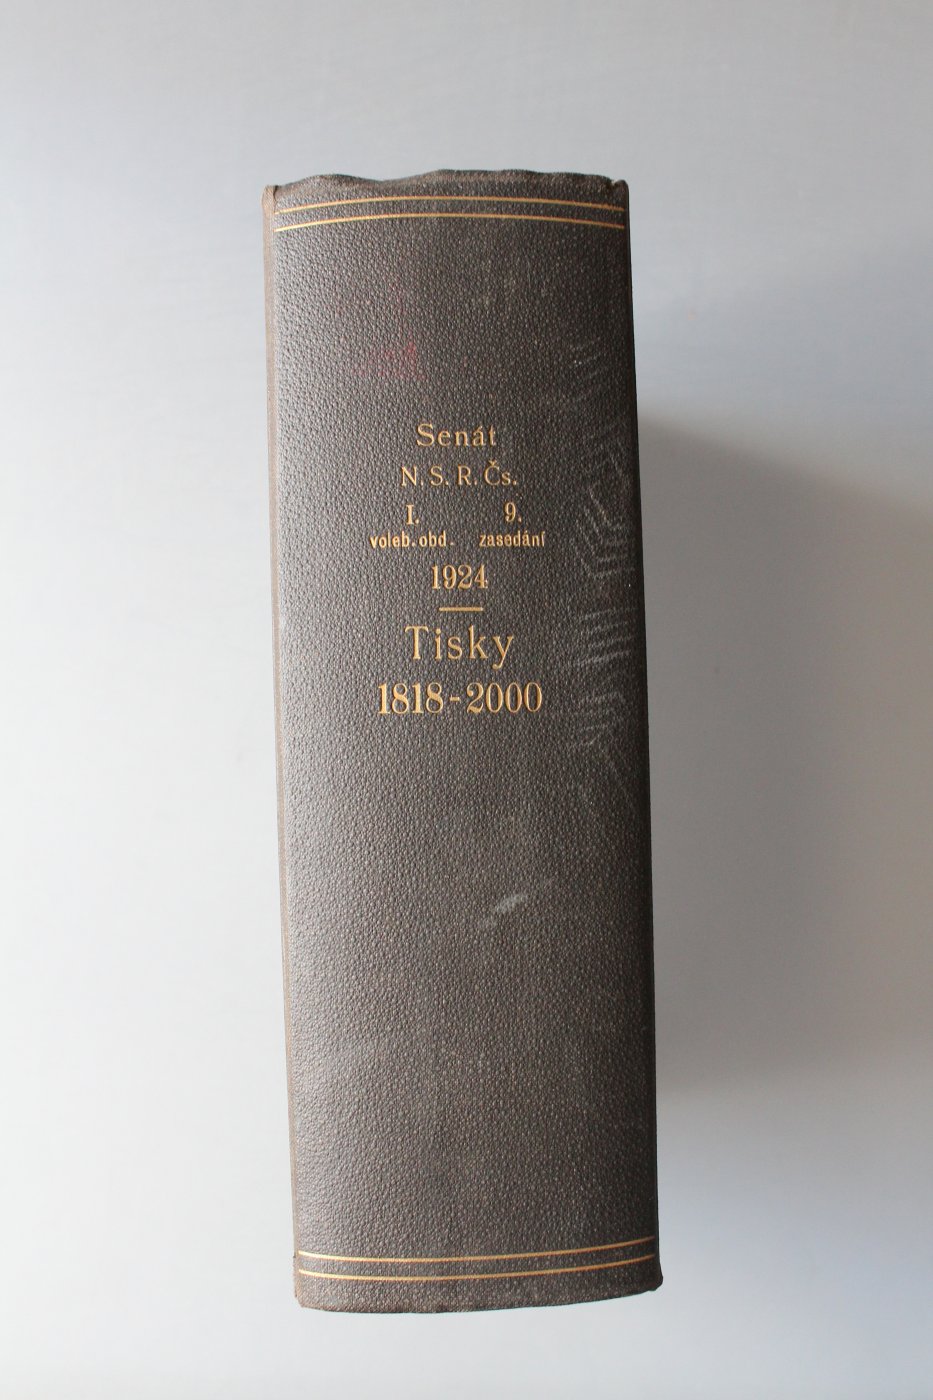 Senát
N. S. R. Čs.
I. 9.
voleb. obd. zasedání
1924
Tisky
1818-2000